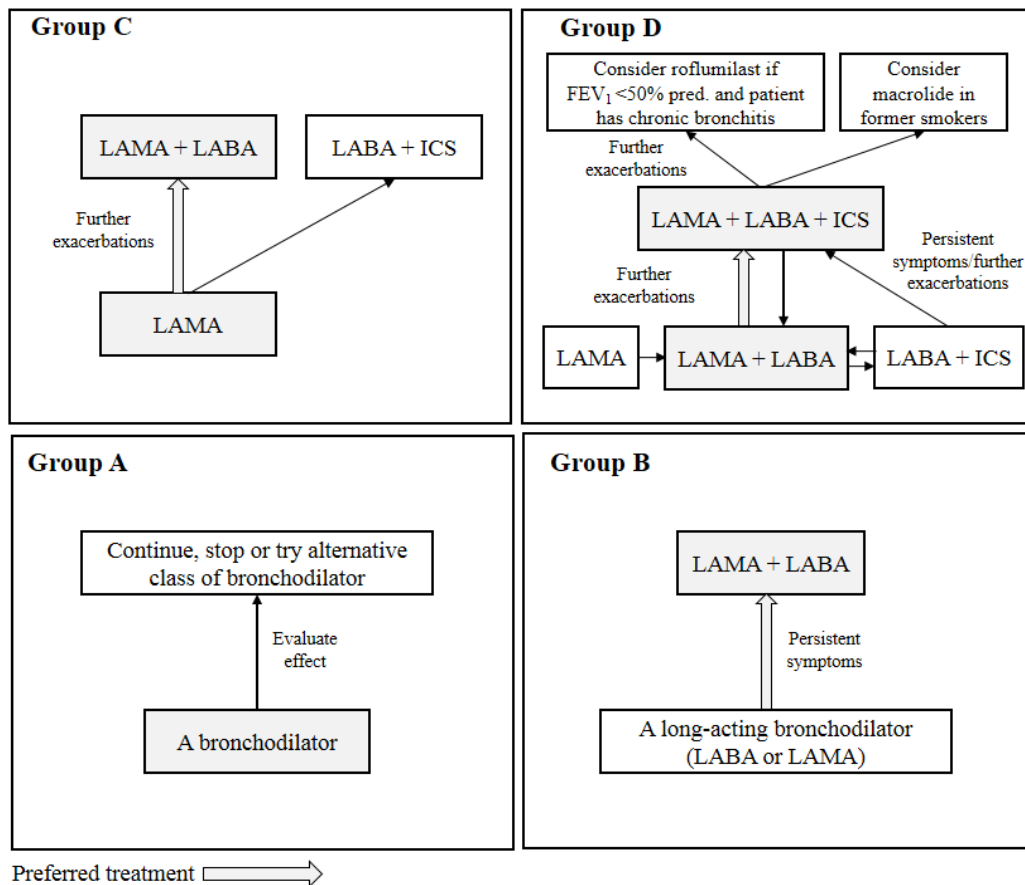 Group C
LAMA + LABA
LABA + ICS
Further
exacerbations
LAMA
Group D
Consider roflumilast if
FEV₁ <50% pred. and patient
has chronic bronchitis
Consider
macrolide in
former smokers
Further
exacerbations
LAMA + LABA + ICS
Persistent
symptoms/further
exacerbations
Further
exacerbations
LAMA
LAMA + LABA
LABA + ICS
Group A
Continue, stop or try alternative
class of bronchodilator
Evaluate
effect
A bronchodilator
Group B
LAMA + LABA
Persistent
symptoms
A long-acting bronchodilator
(LABA or LAMA)
Preferred treatment